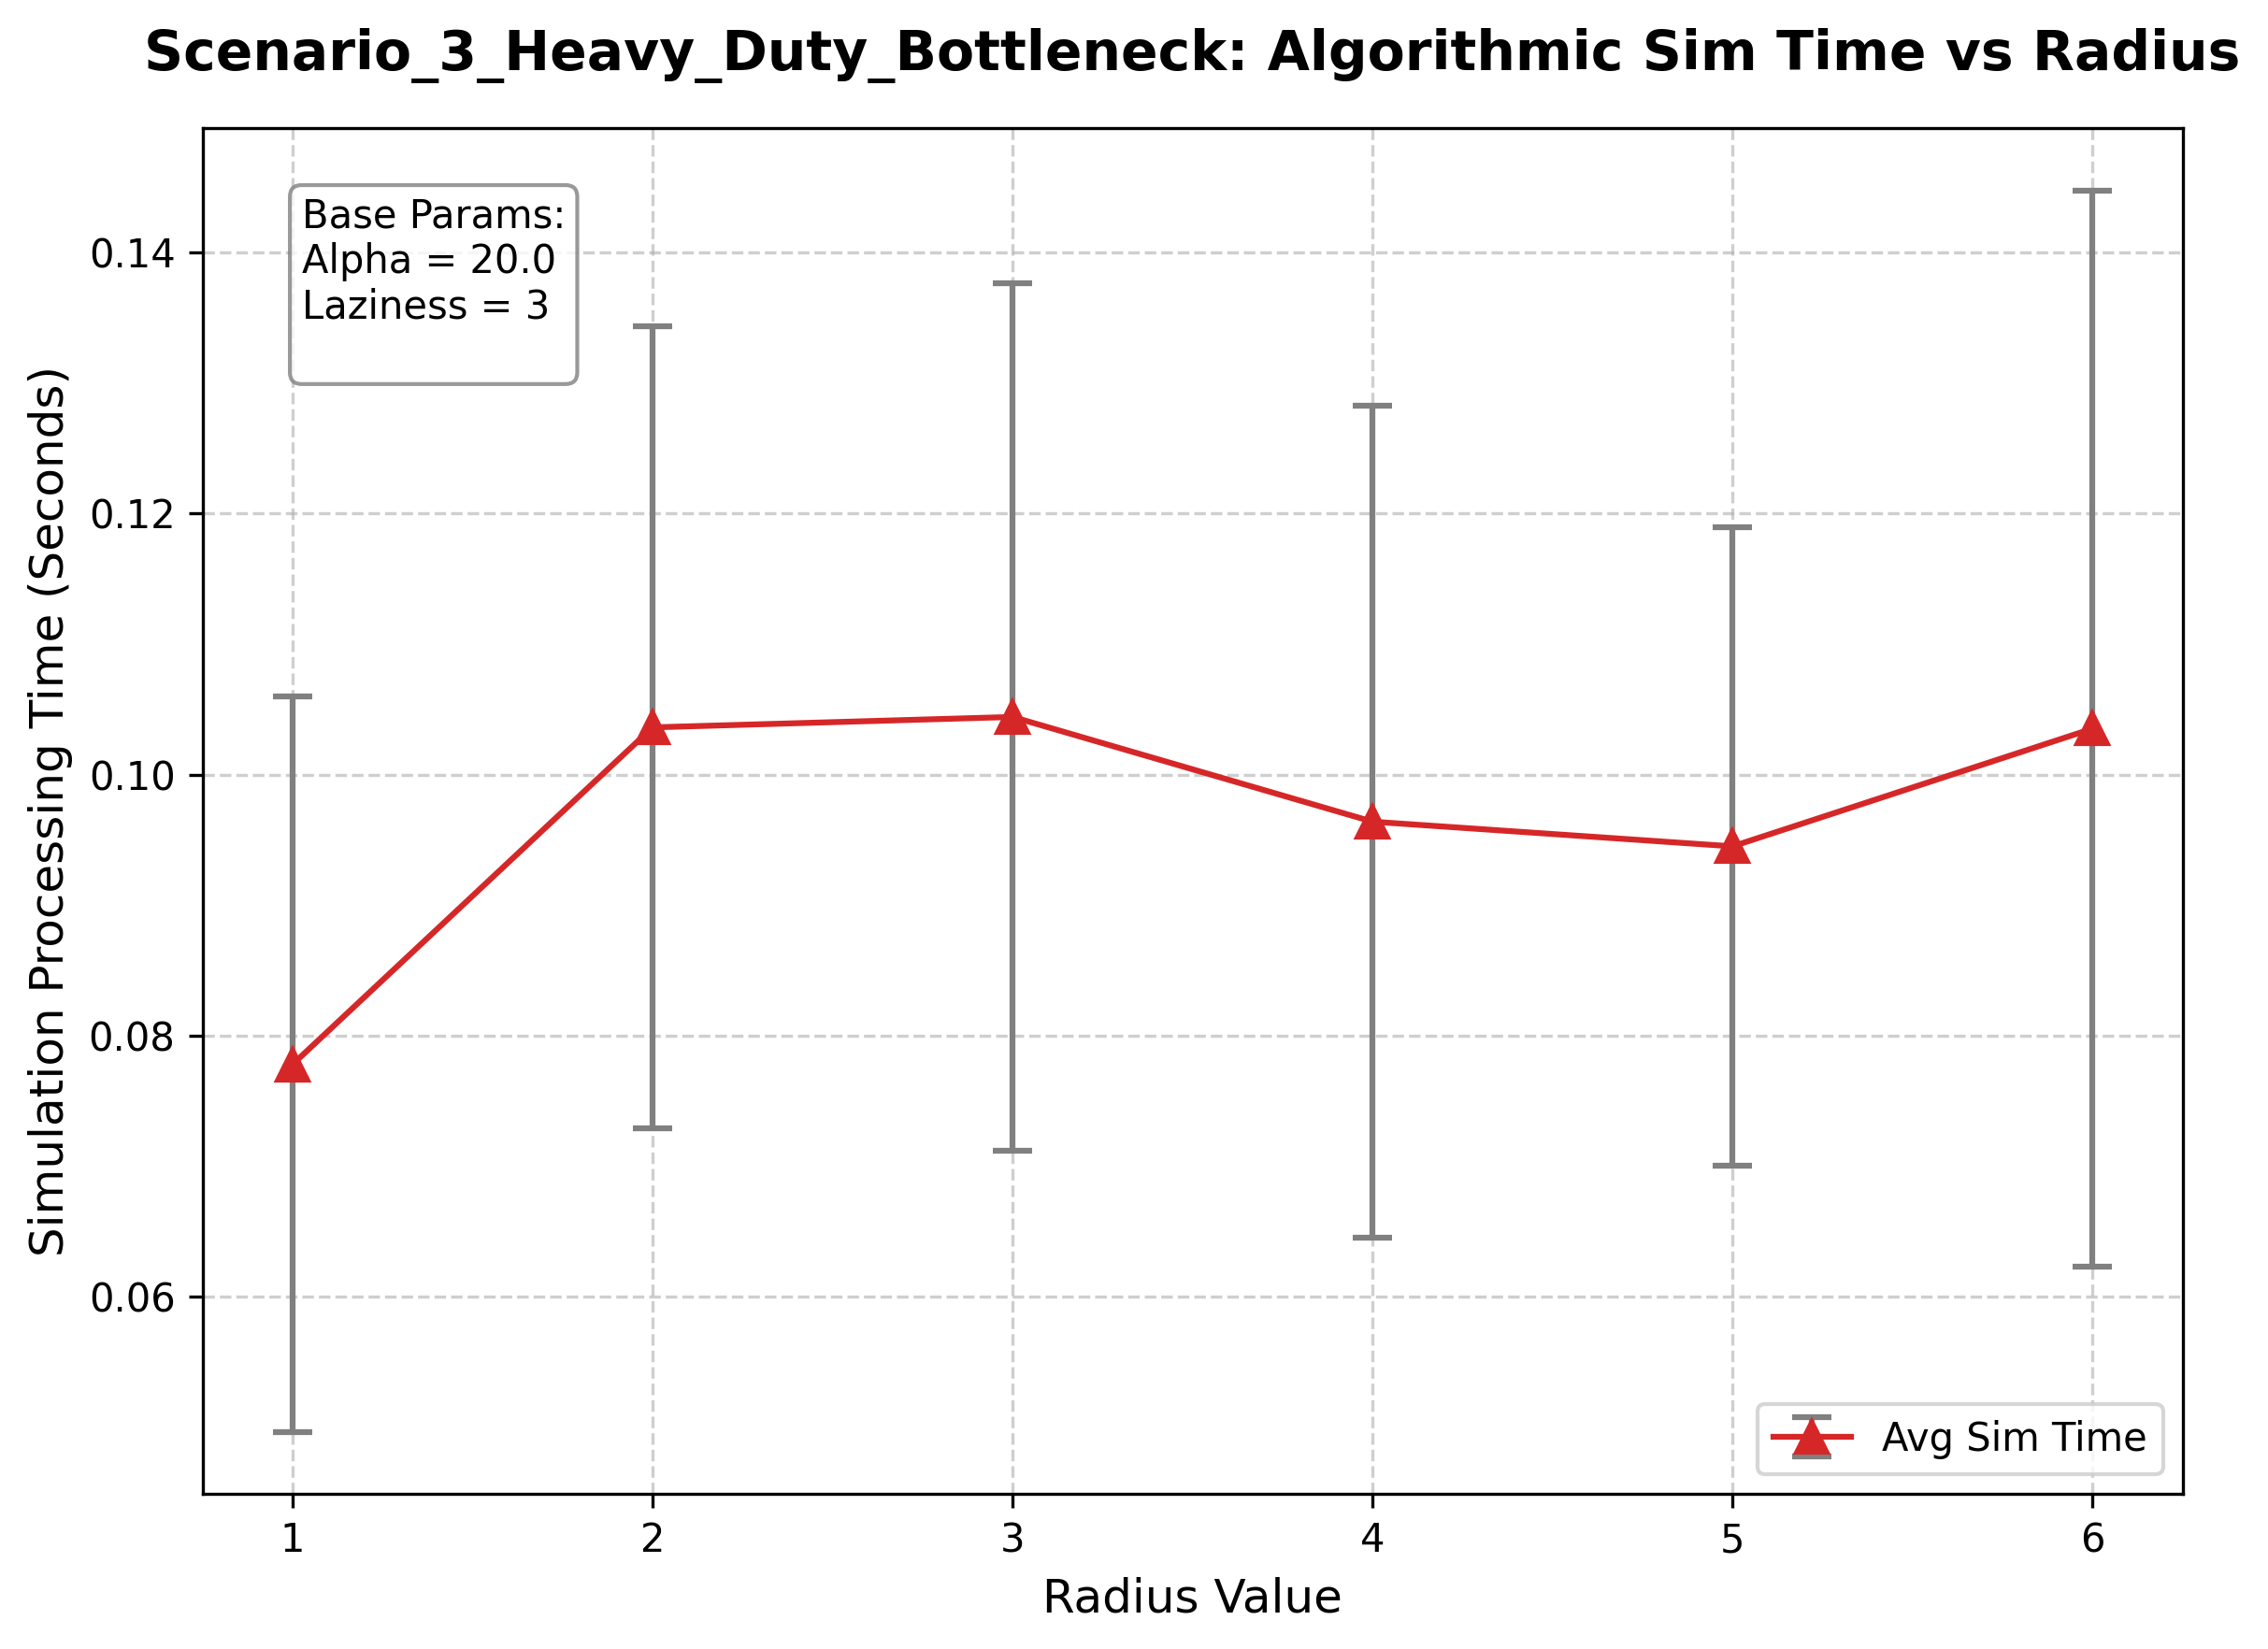 Scenario_3_Heavy_Duty_Bottleneck: Algorithmic Sim Time vs Radius
Base Params:
Alpha = 20.0
Laziness = 3
Simulation Processing Time (Seconds)
0.14
0.12
0.10
0.08
0.06
Avg Sim Time
1 2 3 4 5 6
Radius Value